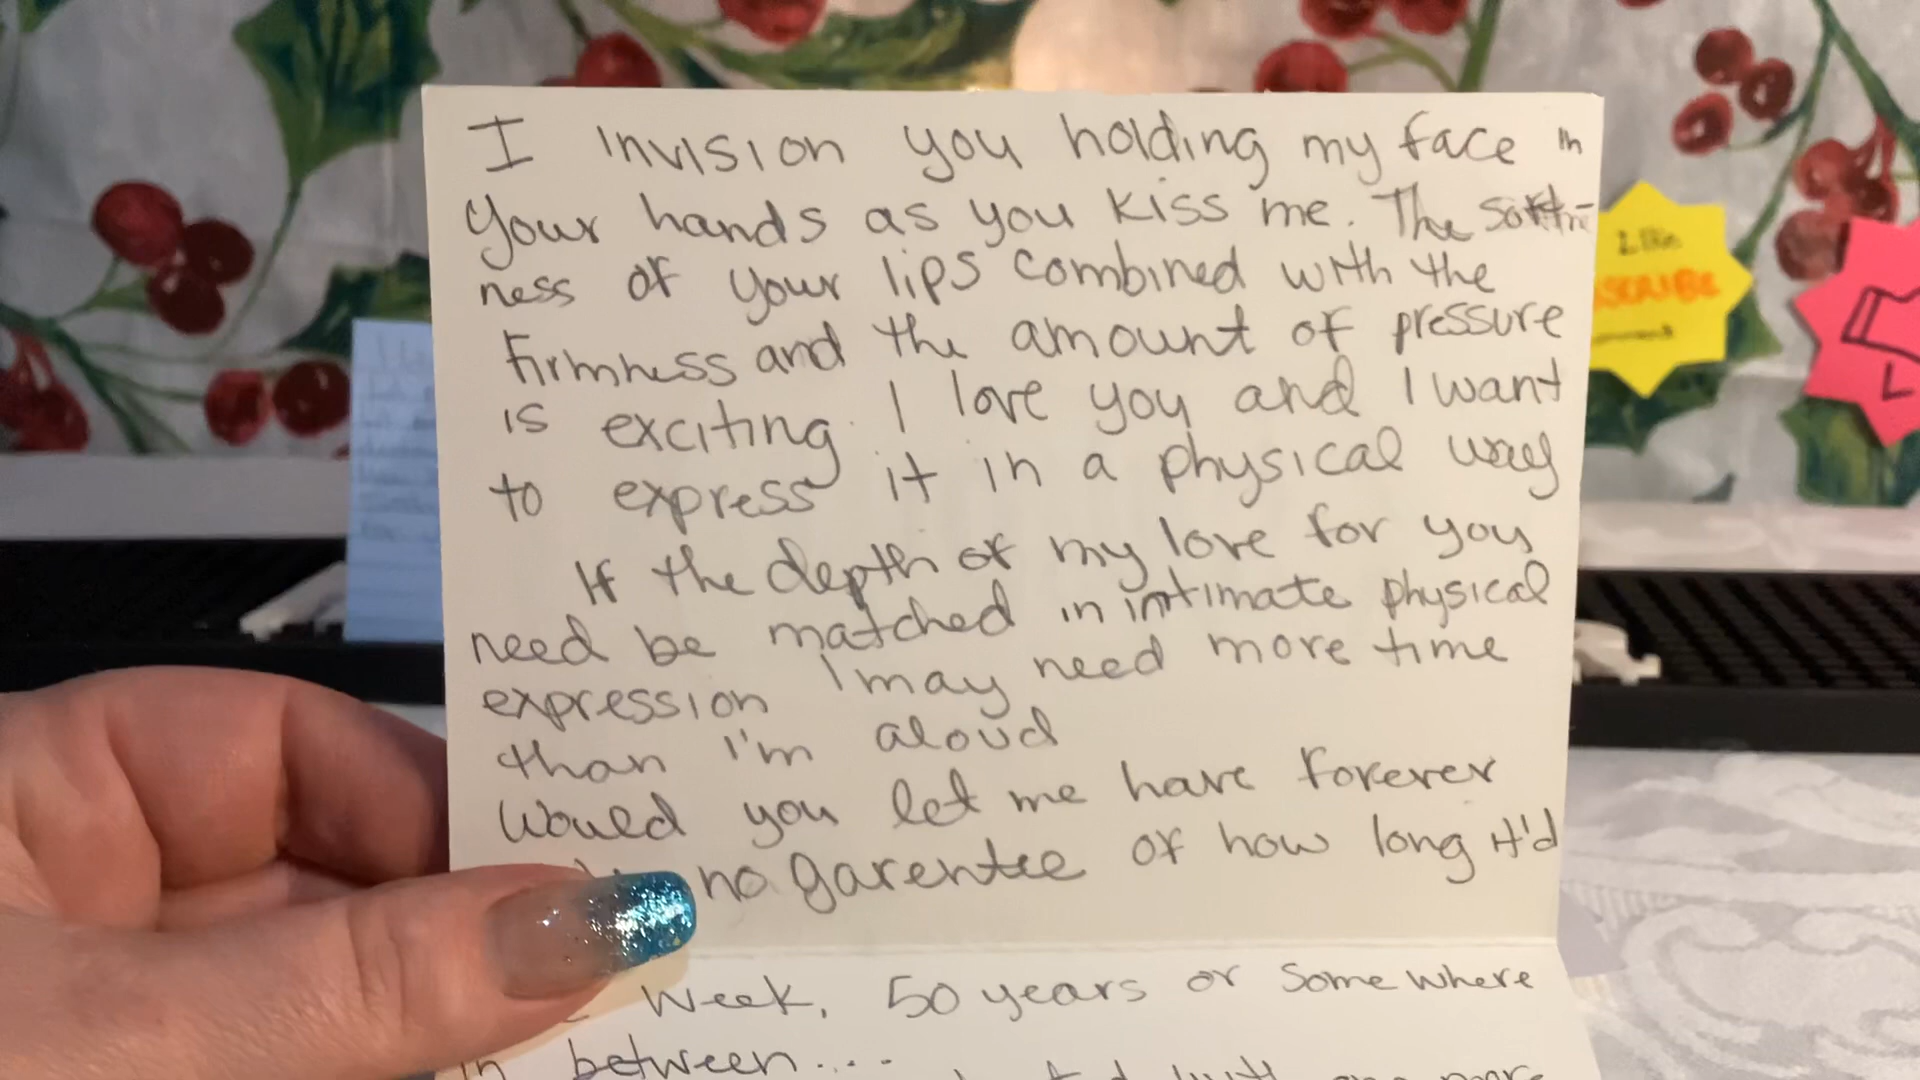 I invision you holding my face in
your hands as you kiss me. The
ness of your lips combined with the
firmness and the amount of pressure
is exciting. I love you and I want
to express it in a physical way
If the depth of my love for you
need be matched in intimate physical
expression I may need more time
than I'm aloud
Would you let me have forever
no garentee of how long it'd
week, 50 years or somewhere
in between....
Like
SCRIBE